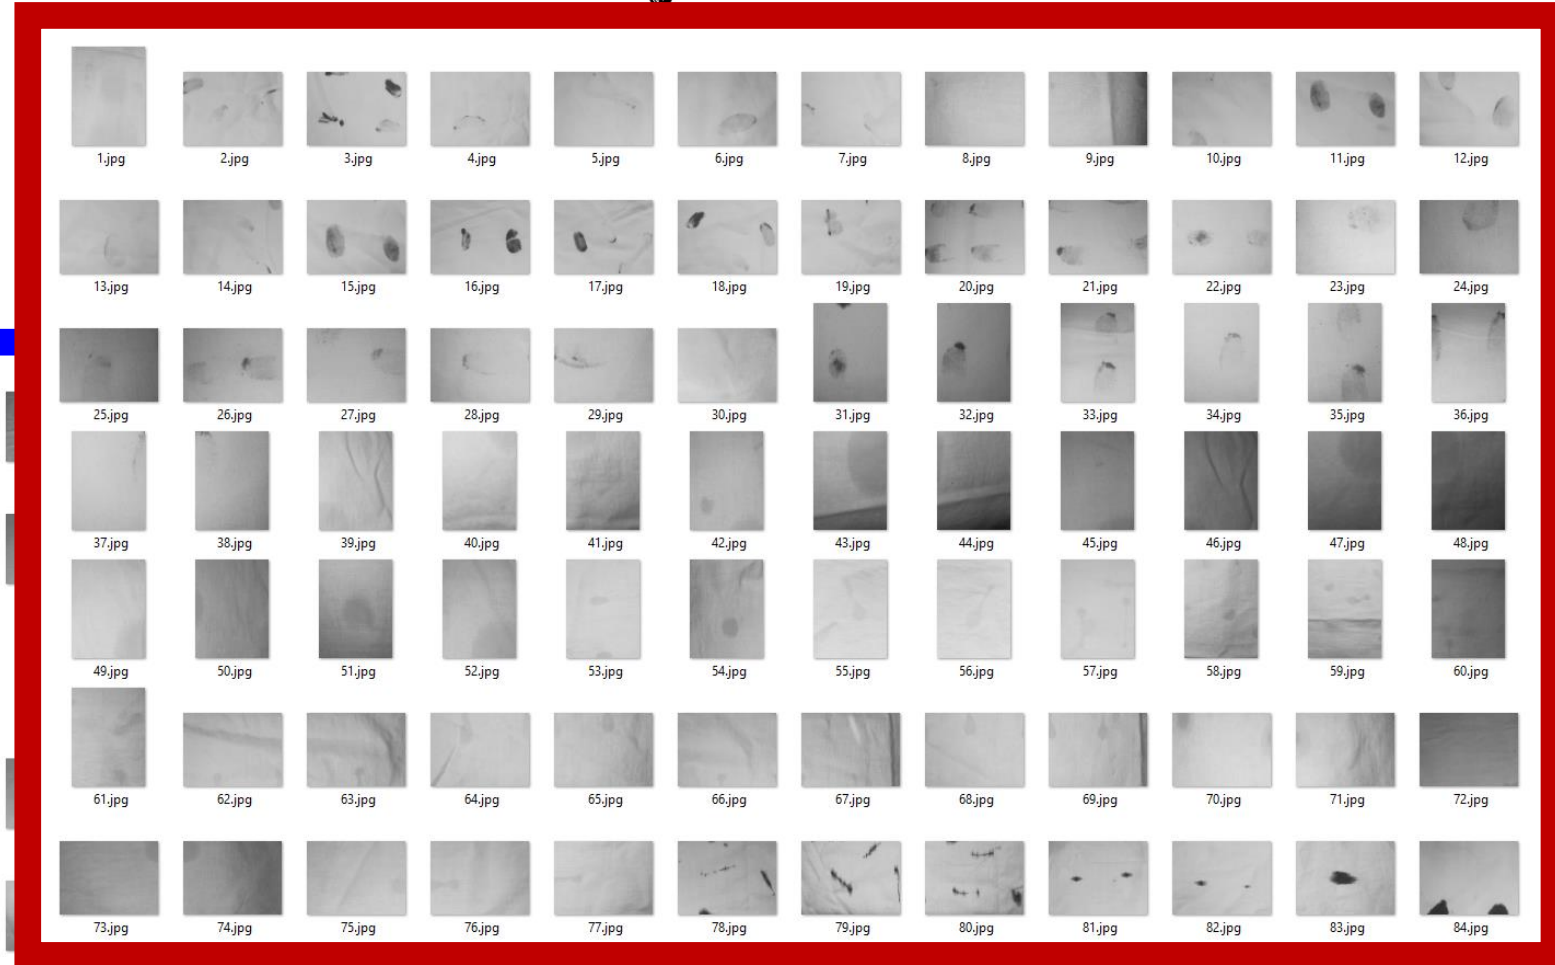 1.jpg 2.jpg 3.jpg 4.jpg 5.jpg 6.jpg 7.jpg 8.jpg 9.jpg 10.jpg 11.jpg 12.jpg
13.jpg 14.jpg 15.jpg 16.jpg 17.jpg 18.jpg 19.jpg 20.jpg 21.jpg 22.jpg 23.jpg 24.jpg
25.jpg 26.jpg 27.jpg 28.jpg 29.jpg 30.jpg 31.jpg 32.jpg 33.jpg 34.jpg 35.jpg 36.jpg
37.jpg 38.jpg 39.jpg 40.jpg 41.jpg 42.jpg 43.jpg 44.jpg 45.jpg 46.jpg 47.jpg 48.jpg
49.jpg 50.jpg 51.jpg 52.jpg 53.jpg 54.jpg 55.jpg 56.jpg 57.jpg 58.jpg 59.jpg 60.jpg
61.jpg 62.jpg 63.jpg 64.jpg 65.jpg 66.jpg 67.jpg 68.jpg 69.jpg 70.jpg 71.jpg 72.jpg
73.jpg 74.jpg 75.jpg 76.jpg 77.jpg 78.jpg 79.jpg 80.jpg 81.jpg 82.jpg 83.jpg 84.jpg